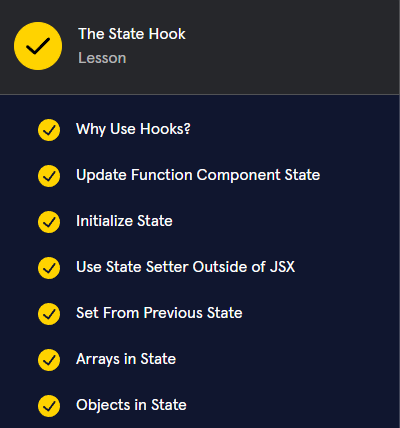 The State Hook
Lesson
Why Use Hooks?
Update Function Component State
Initialize State
Use State Setter Outside of JSX
Set From Previous State
Arrays in State
Objects in State